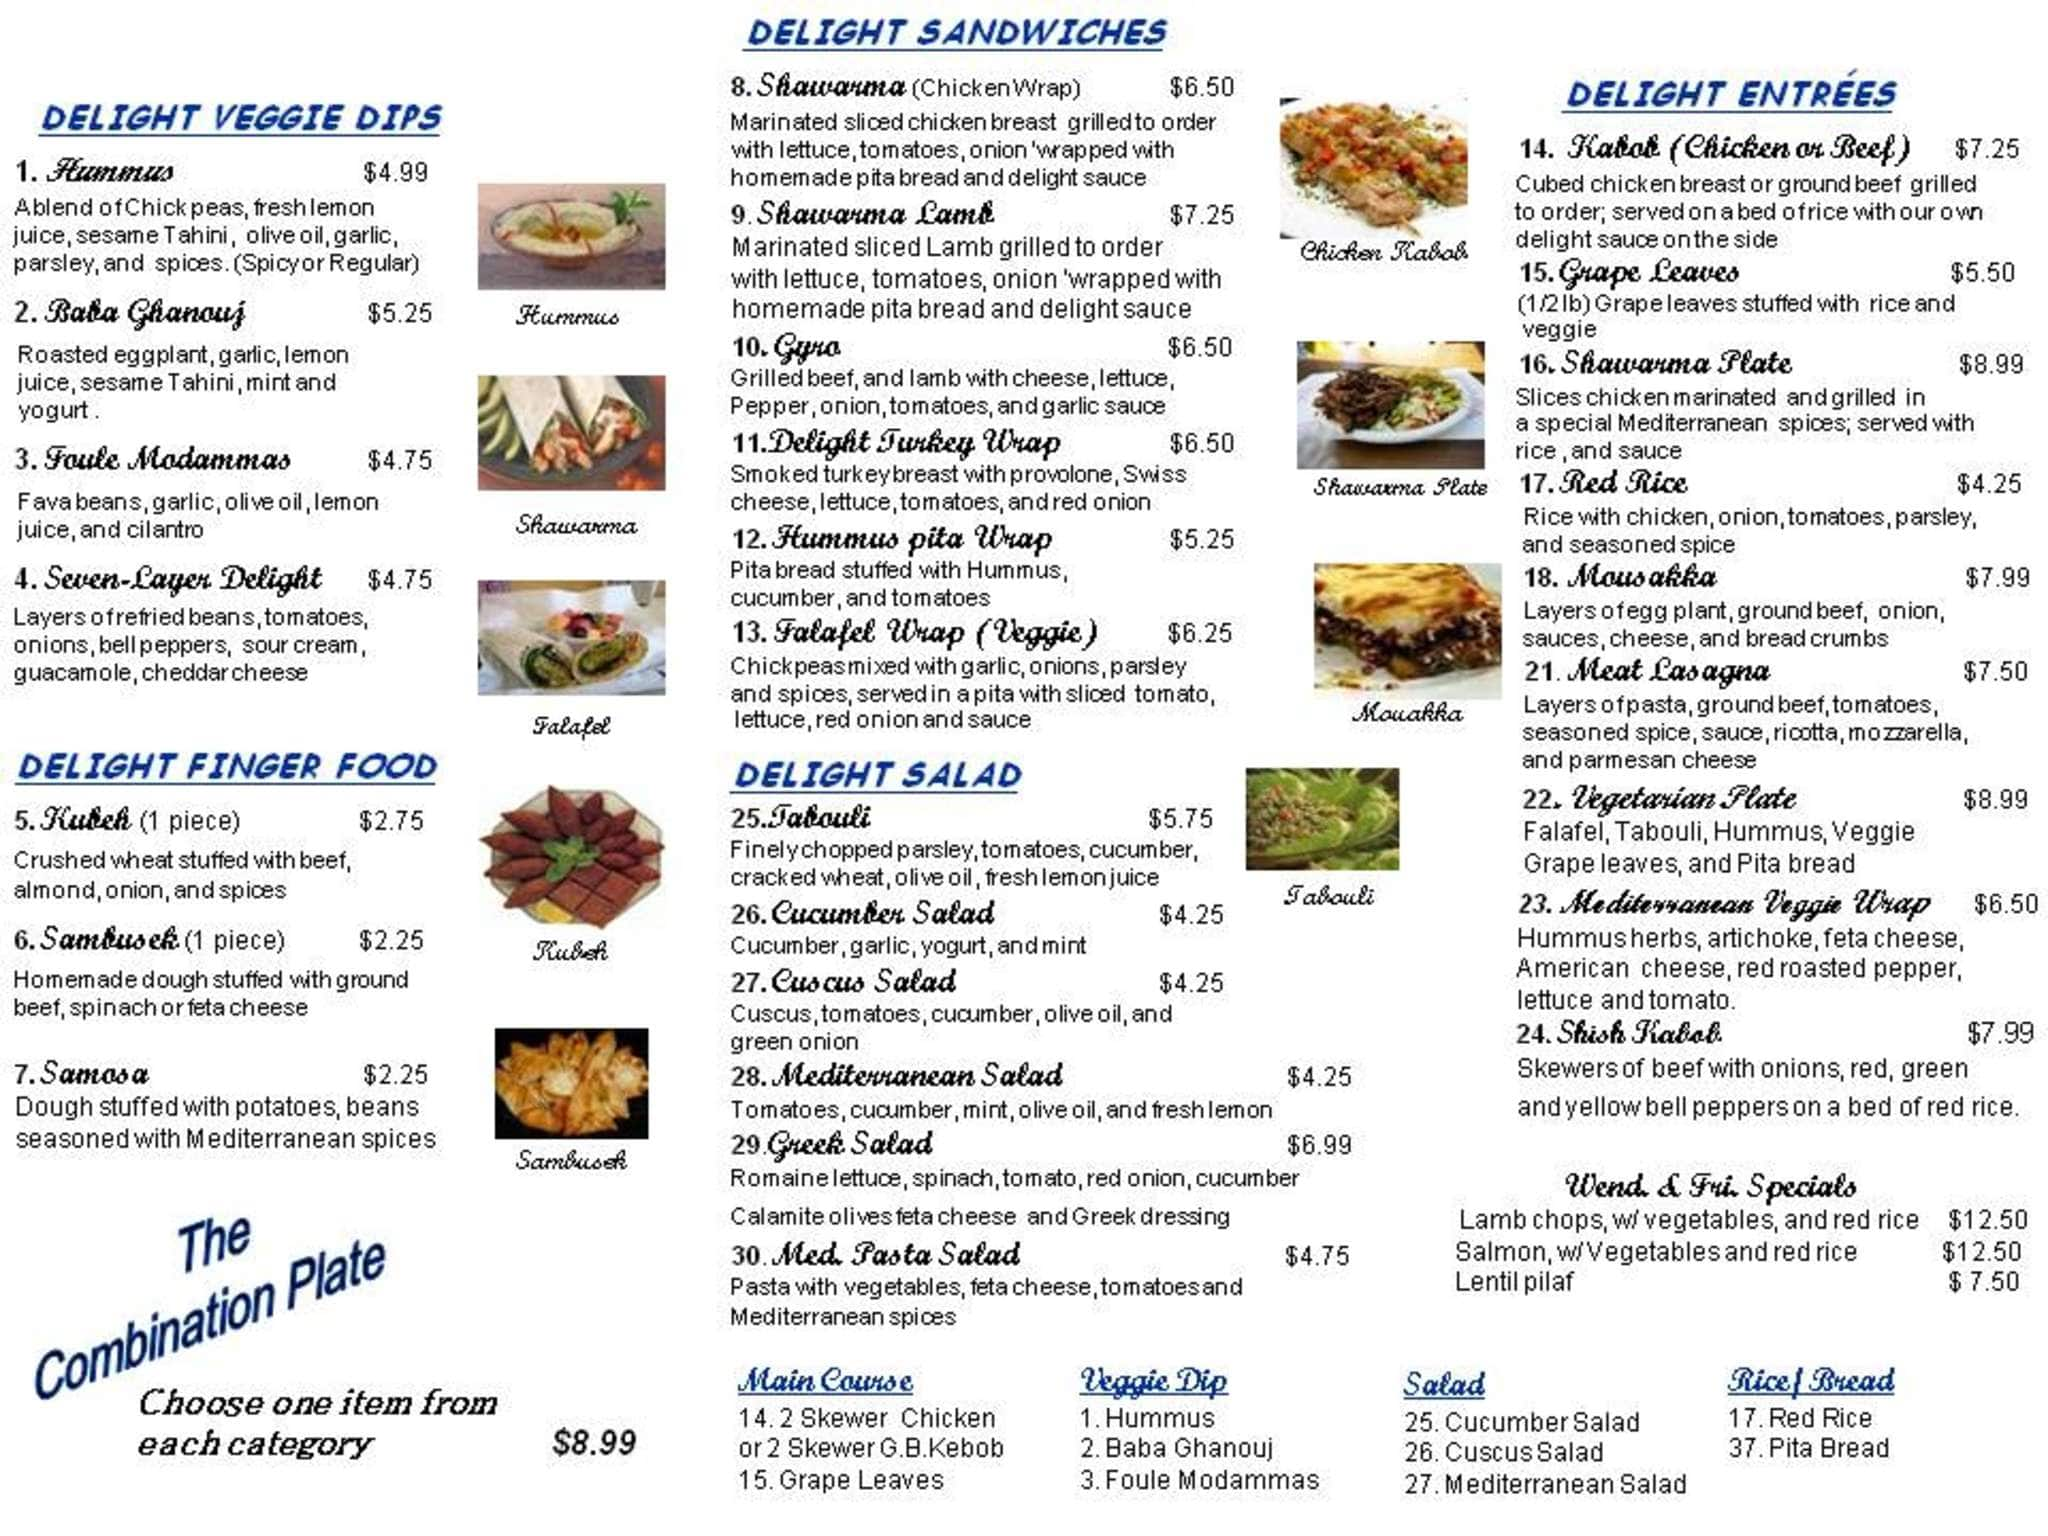 DELIGHT VEGGIE DIPS
1. Hummus $4.99
A blend of Chick peas, fresh lemon
juice, sesame Tahini, olive oil, garlic,
parsley, and spices. (Spicy or Regular)
2. Baba Ghanouj $5.25
Roasted eggplant, garlic, lemon
juice, sesame Tahini, mint and
yogurt .
3. Foule Modammas $4.75
Fava beans, garlic, olive oil, lemon
juice, and cilantro
4. Seven-Layer Delight $4.75
Layers of refried beans, tomatoes,
onions, bell peppers, sour cream,
guacamole, cheddar cheese
DELIGHT FINGER FOOD
5. Kubeh (1 piece) $2.75
Crushed wheat stuffed with beef,
almond, onion, and spices
6. Sambusek (1 piece) $2.25
Homemade dough stuffed with ground
beef, spinach or feta cheese
7. Samosa $2.25
Dough stuffed with potatoes, beans
seasoned with Mediterranean spices
Hummus
Shawarma
Falafel
Kubeh
Sambusek
DELIGHT SANDWICHES
8. Shawarma (Chicken Wrap) $6.50
Marinated sliced chicken breast grilled to order
with lettuce, tomatoes, onion 'wrapped with
homemade pita bread and delight sauce
9. Shawarma Lamb $7.25
Marinated sliced Lamb grilled to order
with lettuce, tomatoes, onion 'wrapped with
homemade pita bread and delight sauce
10. Gyro $6.50
Grilled beef, and lamb with cheese, lettuce,
Pepper, onion, tomatoes, and garlic sauce
11. Delight Turkey Wrap $6.50
Smoked turkey breast with provolone, Swiss
cheese, lettuce, tomatoes, and red onion
12. Hummus pita Wrap $5.25
Pita bread stuffed with Hummus,
cucumber, and tomatoes
13. Falafel Wrap (Veggie) $6.25
Chickpeas mixed with garlic, onions, parsley
and spices, served in a pita with sliced tomato,
lettuce, red onion and sauce
DELIGHT SALAD
25. Tabouli $5.75
Finely chopped parsley, tomatoes, cucumber,
cracked wheat, olive oil, fresh lemon juice
26. Cucumber Salad $4.25
Cucumber, garlic, yogurt, and mint
27. Cuscus Salad $4.25
Cuscus, tomatoes, cucumber, olive oil, and
green onion
28. Mediterranean Salad $4.25
Tomatoes, cucumber, mint, olive oil, and fresh lemon
29. Greek Salad $6.99
Romaine lettuce, spinach, tomato, red onion, cucumber
Calamite olives feta cheese and Greek dressing
30. Med. Pasta Salad $4.75
Pasta with vegetables, feta cheese, tomatoes and
Mediterranean spices
Chicken Kabob
Shawarma Plate
Mouakka
Tabouli
DELIGHT ENTRÉES
14. Kabob (Chicken or Beef) $7.25
Cubed chicken breast or ground beef grilled
to order; served on a bed of rice with our own
delight sauce on the side
15. Grape Leaves $5.50
(1/2 lb) Grape leaves stuffed with rice and
veggie
16. Shawarma Plate $8.99
Slices chicken marinated and grilled in
a special Mediterranean spices; served with
rice , and sauce
17. Red Rice $4.25
Rice with chicken, onion, tomatoes, parsley,
and seasoned spice
18. Mousakka $7.99
Layers of egg plant, ground beef, onion,
sauces, cheese, and bread crumbs
21. Meat Lasagna $7.50
Layers of pasta, ground beef, tomatoes,
seasoned spice, sauce, ricotta, mozzarella,
and parmesan cheese
22. Vegetarian Plate $8.99
Falafel, Tabouli, Hummus, Veggie
Grape leaves, and Pita bread
23. Mediterranean Veggie Wrap $6.50
Hummus herbs, artichoke, feta cheese,
American cheese, red roasted pepper,
lettuce and tomato.
24. Shish Kabob $7.99
Skewers of beef with onions, red, green
and yellow bell peppers on a bed of red rice.
Wend. & Fri. Specials
Lamb chops, w/ vegetables, and red rice $12.50
Salmon, w/ Vegetables and red rice $12.50
Lentil pilaf $ 7.50
The
Combination Plate
Choose one item from
each category $8.99
Main Course
14. 2 Skewer Chicken
or 2 Skewer G.B.Kebob
15. Grape Leaves
Veggie Dip
1. Hummus
2. Baba Ghanouj
3. Foule Modammas
Salad
25. Cucumber Salad
26. Cuscus Salad
27. Mediterranean Salad
Rice/ Bread
17. Red Rice
37. Pita Bread